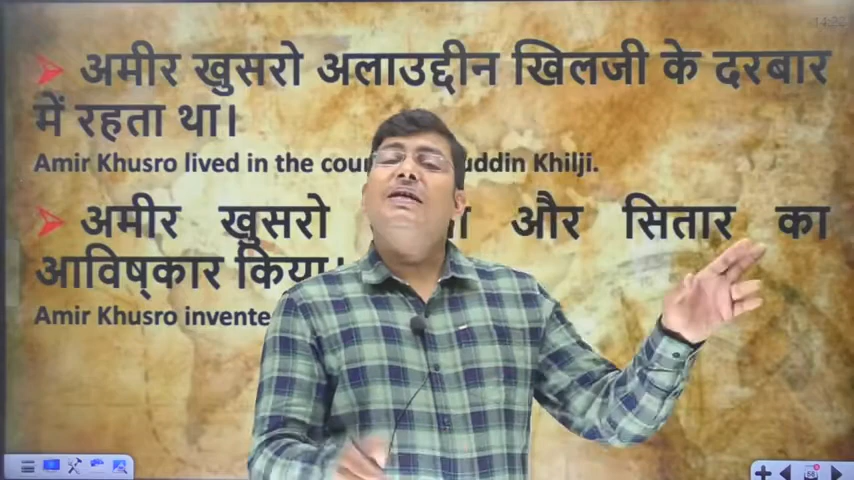 अमीर खुसरो अलाउद्दीन खिलजी के दरबार
में रहता था।
Amir Khusro lived in the cour uddin Khilji.
अमीर खुसरो और सितार का
आविष्कार किया।
Amir Khusro invente